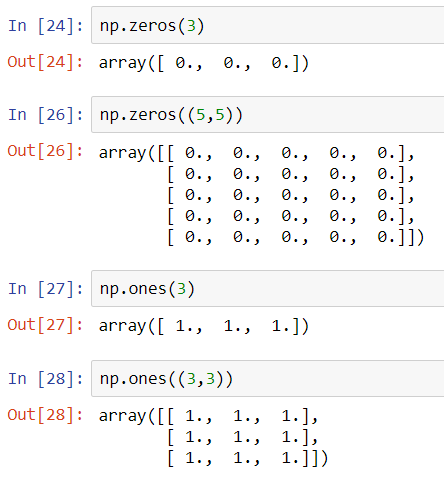 In [24]: np.zeros(3)
Out[24]: array([ 0.,  0.,  0.])
In [26]: np.zeros((5,5))
Out[26]: array([[ 0.,  0.,  0.,  0.,  0.],
[ 0.,  0.,  0.,  0.,  0.],
[ 0.,  0.,  0.,  0.,  0.],
[ 0.,  0.,  0.,  0.,  0.],
[ 0.,  0.,  0.,  0.,  0.]])
In [27]: np.ones(3)
Out[27]: array([ 1.,  1.,  1.])
In [28]: np.ones((3,3))
Out[28]: array([[ 1.,  1.,  1.],
[ 1.,  1.,  1.],
[ 1.,  1.,  1.]])